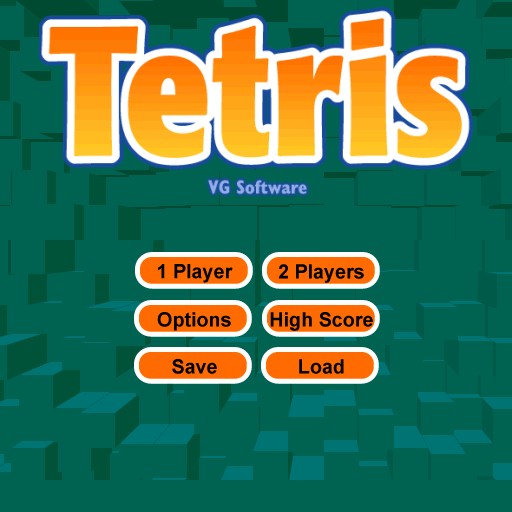 Tetris
VG Software
1 Player
2 Players
Options
High Score
Save
Load